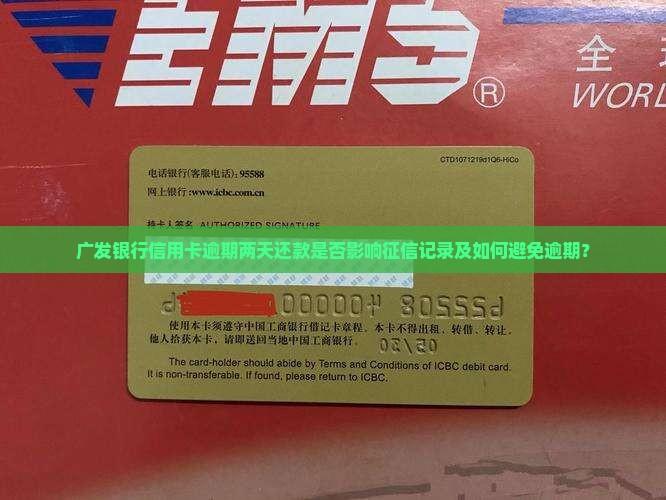 EMS®
全
WORL
CTD1071219d1Q6-HiCo
电话银行(客服电话):95588
网上银行:www.icbc.com.cn
持卡人签名 AUTHORIZED SIGNATURE
广发银行信用卡逾期两天还款是否影响征信记录及如何避免逾期?
使用本卡须遵守中国工商银行借记卡章程。本卡不得出租、转借、转让。
他人拾获本卡，请即送回当地中国工商银行。
The card-holder should abide by Terms and Conditions of ICBC debit card.
It is non-transferable. If found, please return to ICBC.